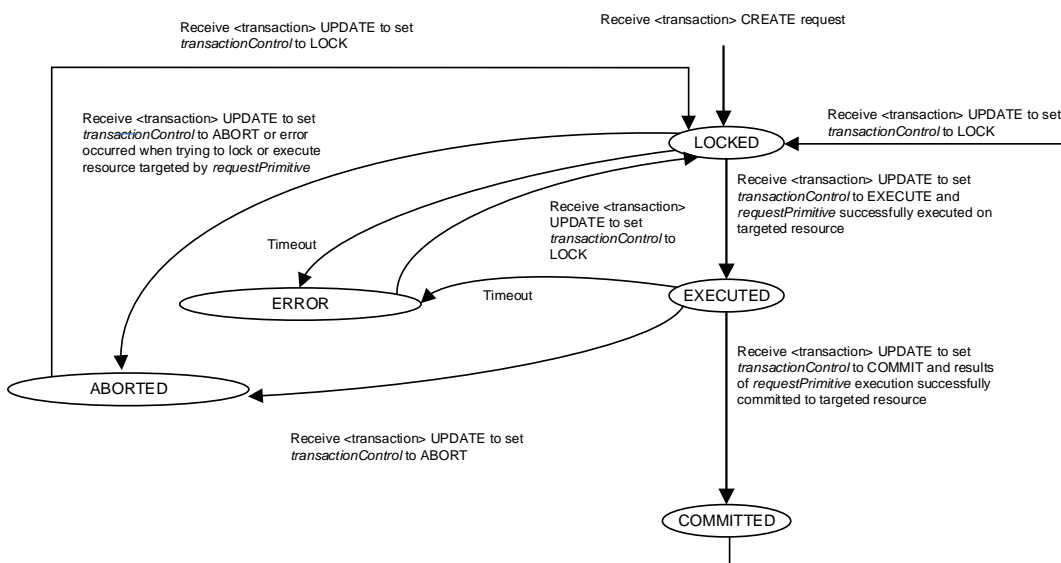 Receive <transaction> CREATE request
Receive <transaction> UPDATE to set
transactionControl to LOCK
Receive <transaction> UPDATE to set
transactionControl to ABORT or error
occurred when trying to lock or execute
resource targeted by requestPrimitive
Receive <transaction> UPDATE to set
transactionControl to LOCK
LOCKED
Receive <transaction> UPDATE to set
transactionControl to EXECUTE and
requestPrimitive successfully executed on
targeted resource
Receive <transaction>
UPDATE to set
transactionControl to
LOCK
Timeout
ERROR
Timeout
EXECUTED
Receive <transaction> UPDATE to set
transactionControl to COMMIT and results
of requestPrimitive execution successfully
committed to targeted resource
ABORTED
Receive <transaction> UPDATE to set
transactionControl to ABORT
COMMITTED